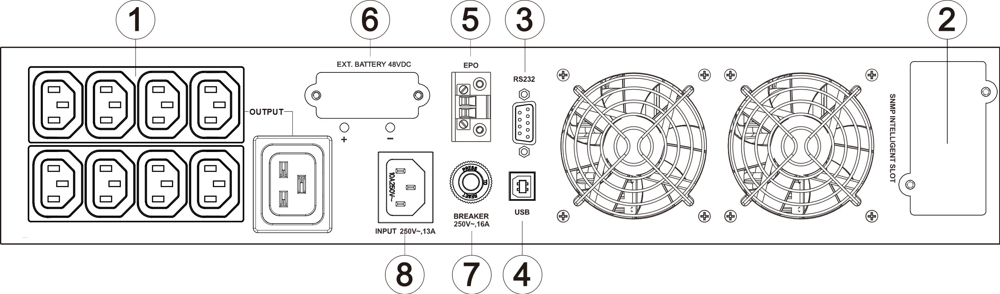 1
6
5
3
2
EXT. BATTERY 48VDC
EPO
RS232
OUTPUT
+
−
SNMP INTELLIGENT SLOT
10A250V~
PRESS
TO
RESET
USB
BREAKER
250V~,16A
INPUT 250V~,13A
8
7
4